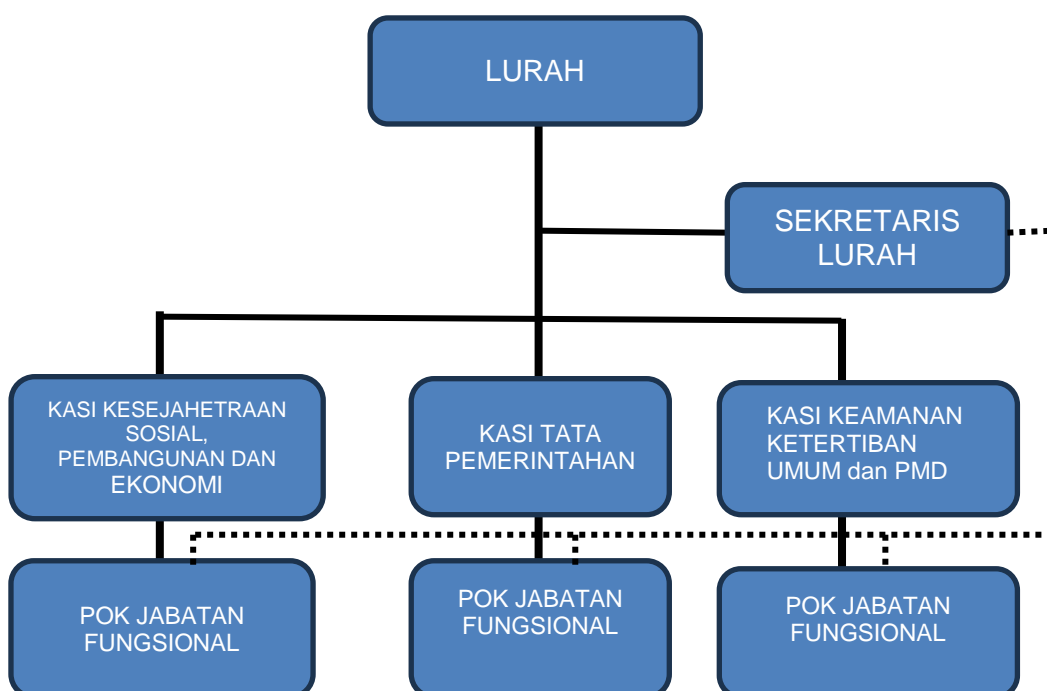 LURAH
SEKRETARIS
LURAH
KASI KESEJAHETRAAN
SOSIAL,
PEMBANGUNAN DAN
EKONOMI
KASI TATA
PEMERINTAHAN
KASI KEAMANAN
KETERTIBAN
UMUM dan PMD
POK JABATAN
FUNGSIONAL
POK JABATAN
FUNGSIONAL
POK JABATAN
FUNGSIONAL